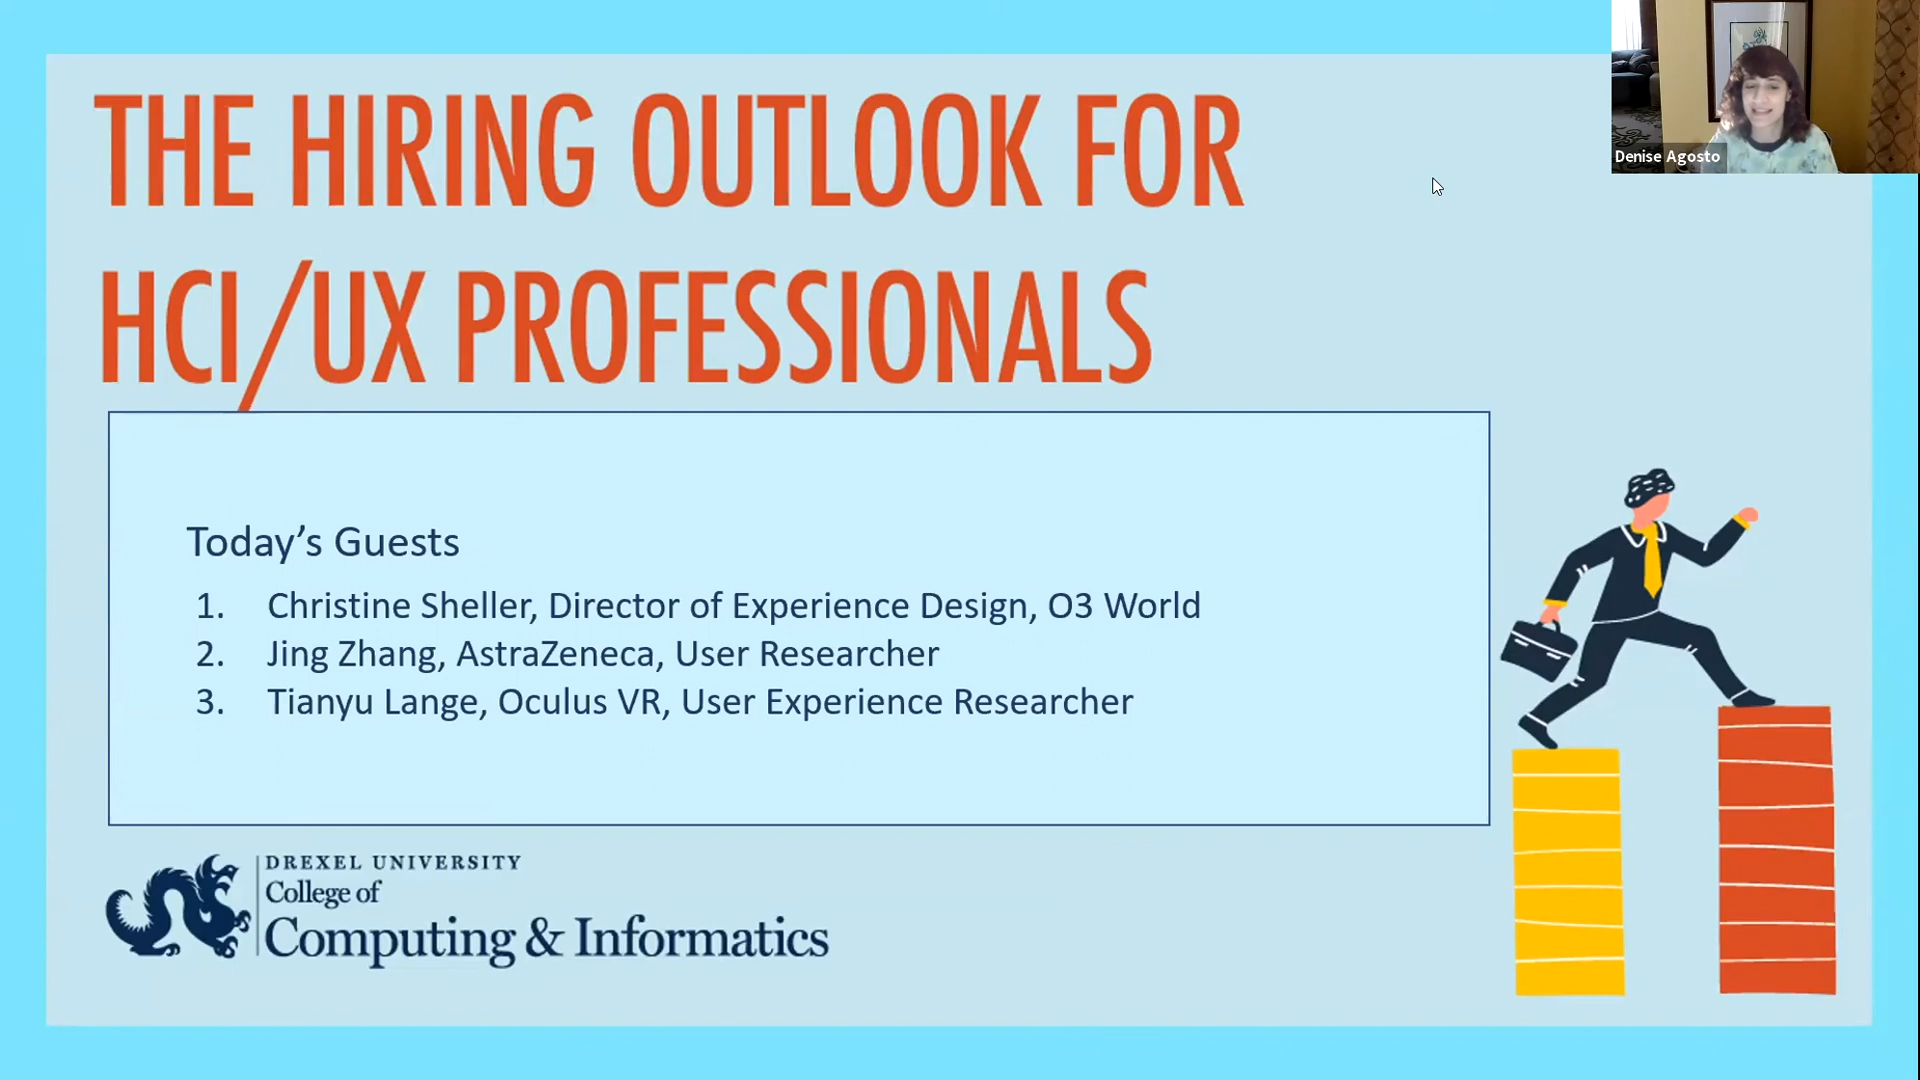 THE HIRING OUTLOOK FOR
HCI/UX PROFESSIONALS
Denise Agosto
Today’s Guests
1. Christine Sheller, Director of Experience Design, O3 World
2. Jing Zhang, AstraZeneca, User Researcher
3. Tianyu Lange, Oculus VR, User Experience Researcher
DREXEL UNIVERSITY
College of
Computing & Informatics